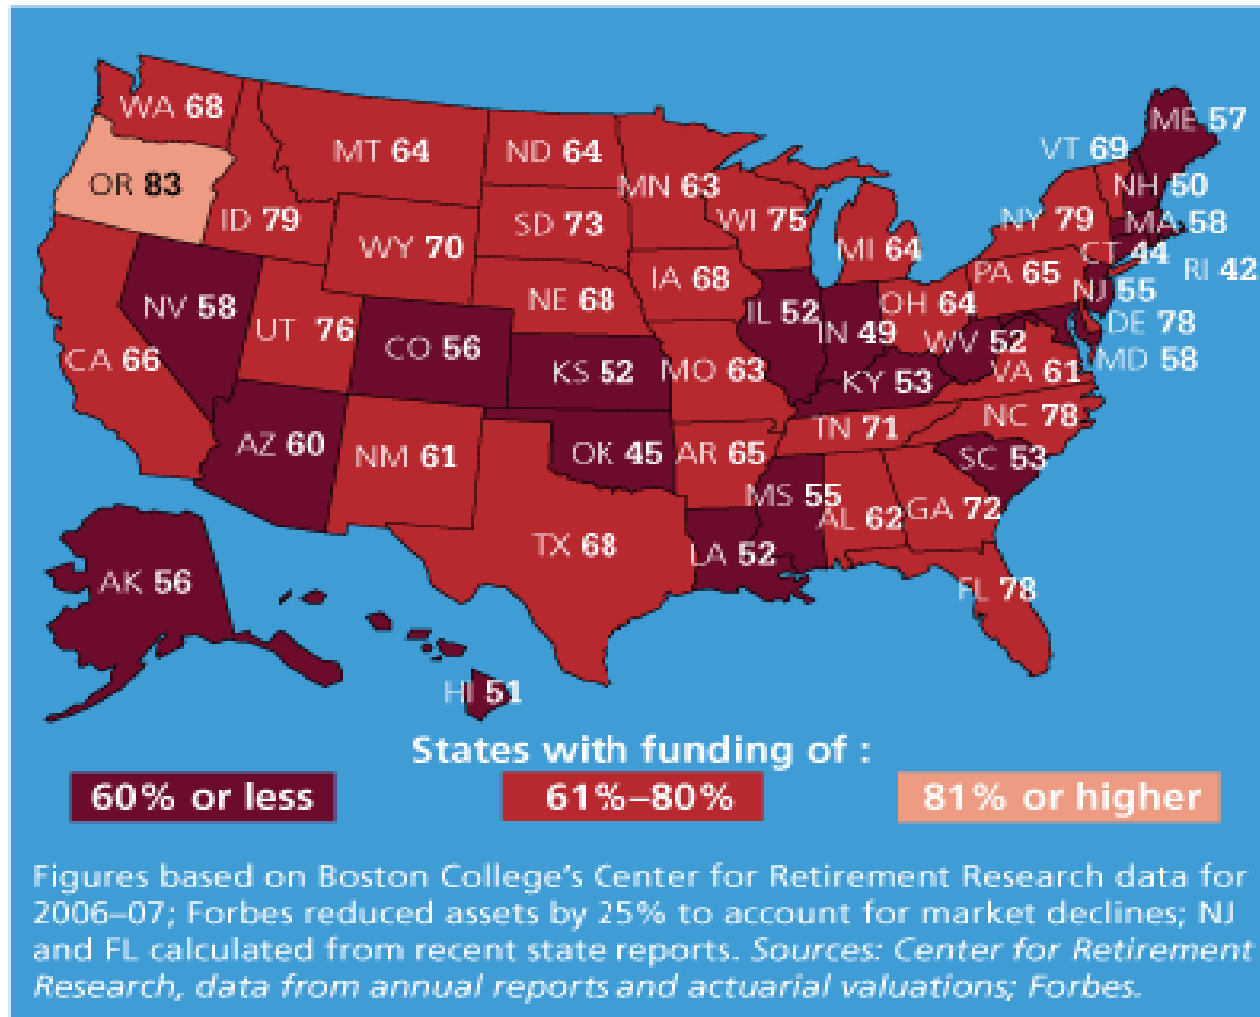 WA 68
MT 64
ND 64
MN 63
ME 57
VT 69
NH 50
OR 83
ID 79
WY 70
SD 73
WI 75
MI 64
NY 79
MA 58
CT 44
RI 42
NV 58
UT 76
CO 56
NE 68
IA 68
IL 52
IN 49
OH 64
PA 65
NJ 55
DE 78
MD 58
WV 52
VA 61
CA 66
KS 52
MO 63
KY 53
AZ 60
NM 61
OK 45
AR 65
TN 71
NC 78
SC 53
MS 55
AL 62
GA 72
TX 68
LA 52
FL 78
AK 56
HI 51
States with funding of :
60% or less
61%–80%
81% or higher
Figures based on Boston College's Center for Retirement Research data for
2006–07; Forbes reduced assets by 25% to account for market declines; NJ
and FL calculated from recent state reports. Sources: Center for Retirement
Research, data from annual reports and actuarial valuations; Forbes.